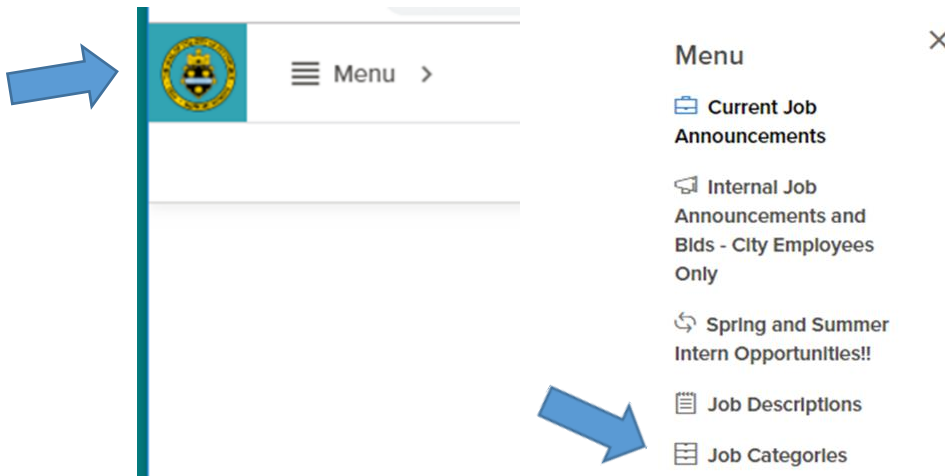 Menu >
Menu
Current Job
Announcements
Internal Job
Announcements and
Bids - City Employees
Only
Spring and Summer
Intern Opportunities!!
Job Descriptions
Job Categories